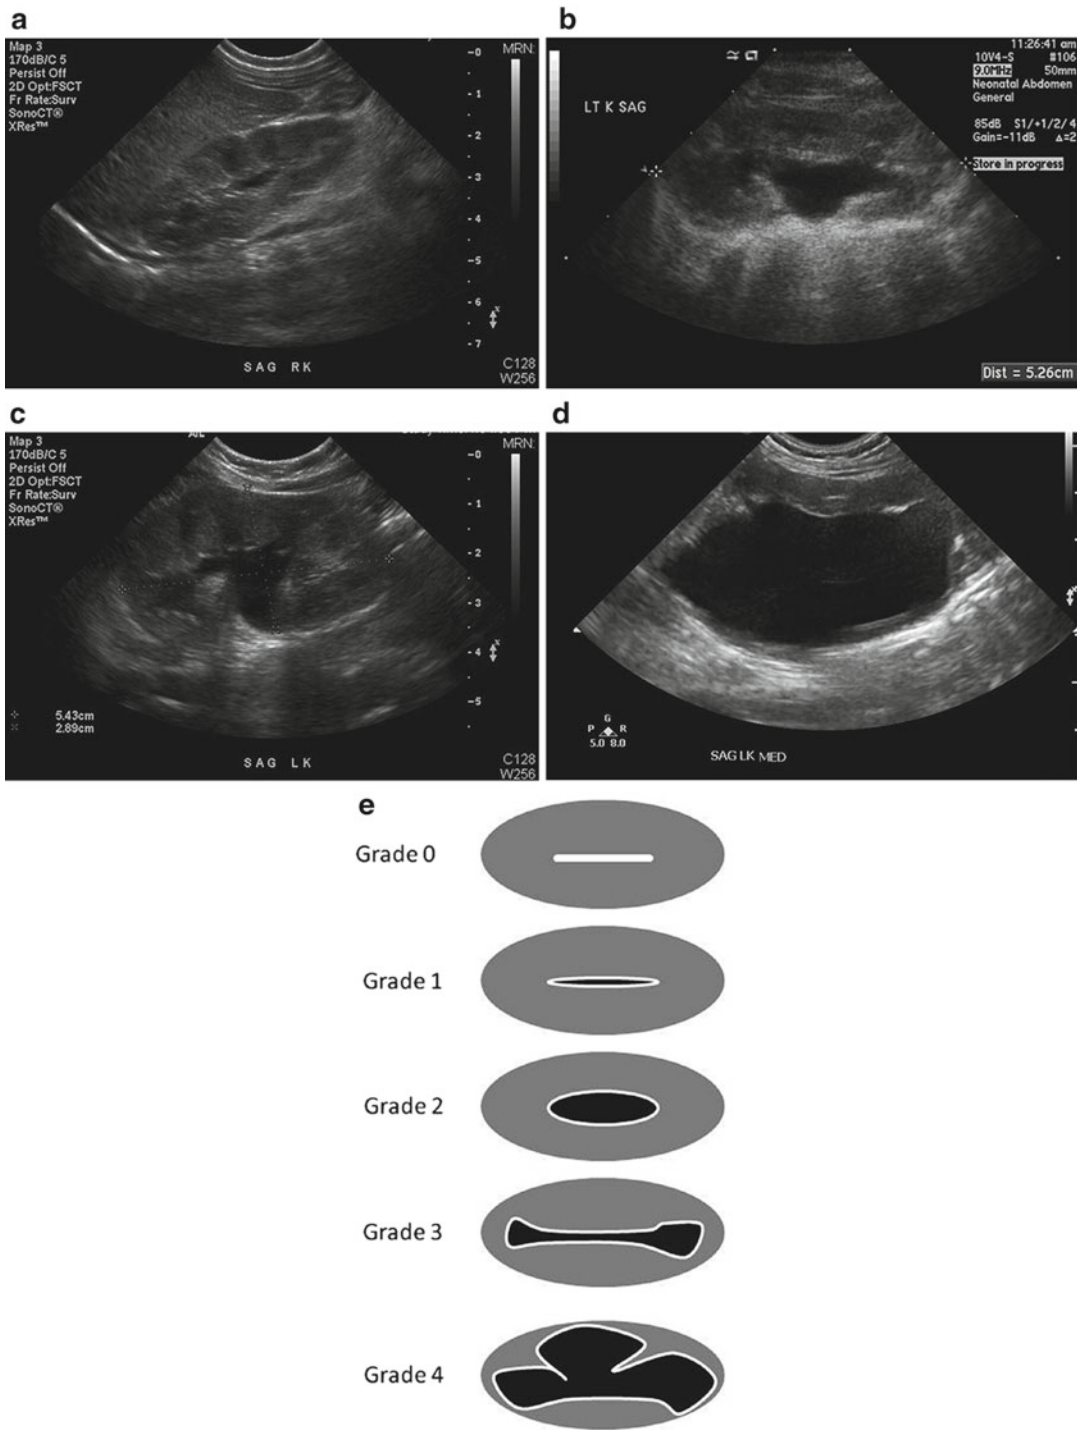 a
Map 3
170dB/C 5
Persist Off
2D Opt:FSCT
Fr Rate:Surv
SonoCT®
XRes™
MRN:
0
1
2
3
4
5
6
7
x
SAG RK
C128
W256
b
LT K SAG
11:26:41 am
10V4-S #106
9.0MHz 50mm
Neonatal Abdomen
General
85dB S1/+1/2/4
Gain=-11dB Δ=2
Store in progress
Dist = 5.26cm
c
Map 3
170dB/C 5
Persist Off
2D Opt:FSCT
Fr Rate:Surv
SonoCT®
XRes™
MRN:
0
1
2
3
4
5
x
5.43cm
2.89cm
SAG LK
C128
W256
d
G
P R
5.0 8.0
SAG LK MED
e
Grade 0
Grade 1
Grade 2
Grade 3
Grade 4